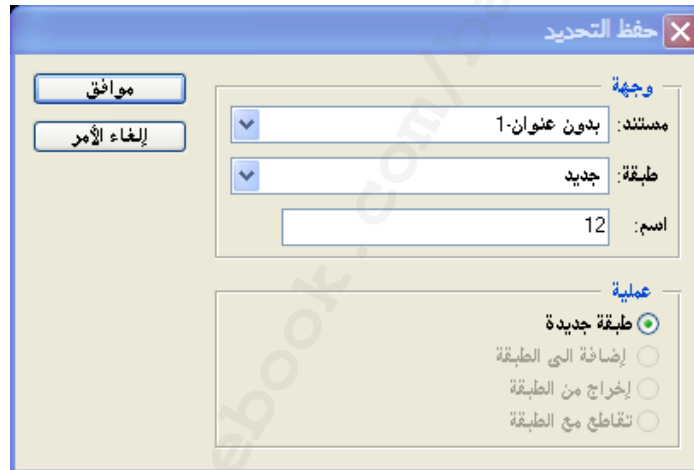 حفظ التحديد
وجهة
مستند: بدون عنوان-1
طبقة: جديد
اسم: 12
موافق
إلغاء الأمر
عملية
طبقة جديدة
إضافة الى الطبقة
إخراج من الطبقة
تقاطع مع الطبقة